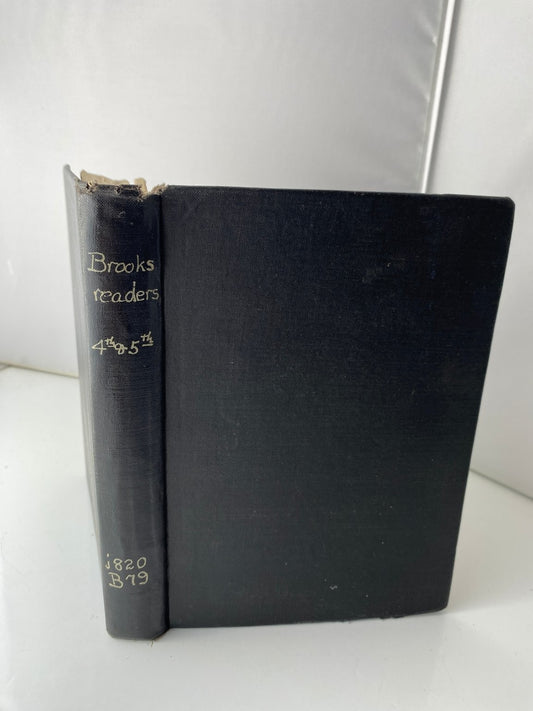 Brooks
readers
4th & 5th
j820
B79